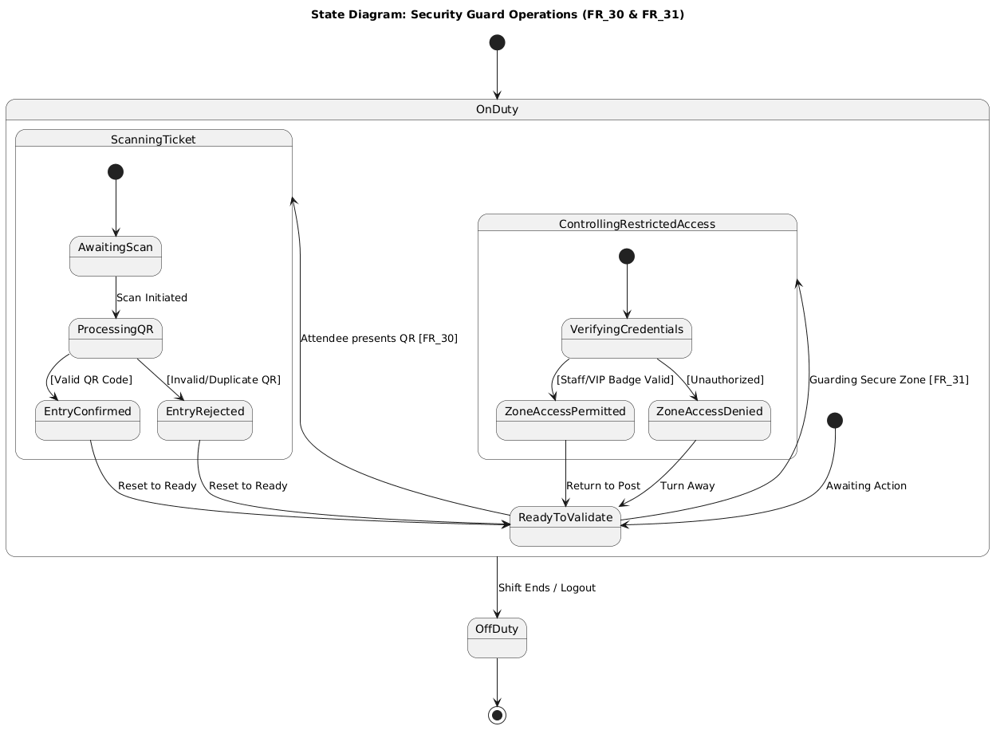 State Diagram: Security Guard Operations (FR_30 & FR_31)
OnDuty
ScanningTicket
AwaitingScan
Scan Initiated
ProcessingQR
[Valid QR Code]
[Invalid/Duplicate QR]
EntryConfirmed
EntryRejected
Reset to Ready
Reset to Ready
Attendee presents QR [FR_30]
ControllingRestrictedAccess
VerifyingCredentials
[Staff/VIP Badge Valid]
[Unauthorized]
ZoneAccessPermitted
ZoneAccessDenied
Return to Post
Turn Away
Guarding Secure Zone [FR_31]
Awaiting Action
ReadyToValidate
Shift Ends / Logout
OffDuty